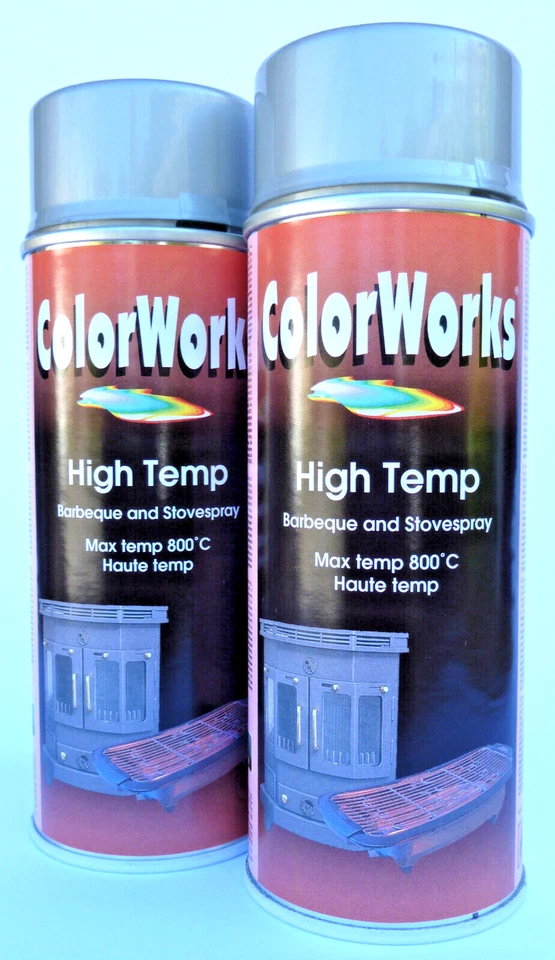 ColorWork
High Temp
Barbeque and Stovespray
Max temp 800°C
Haute temp
ColorWorks
High Temp
Barbeque and Stovespray
Max temp 800°C
Haute temp